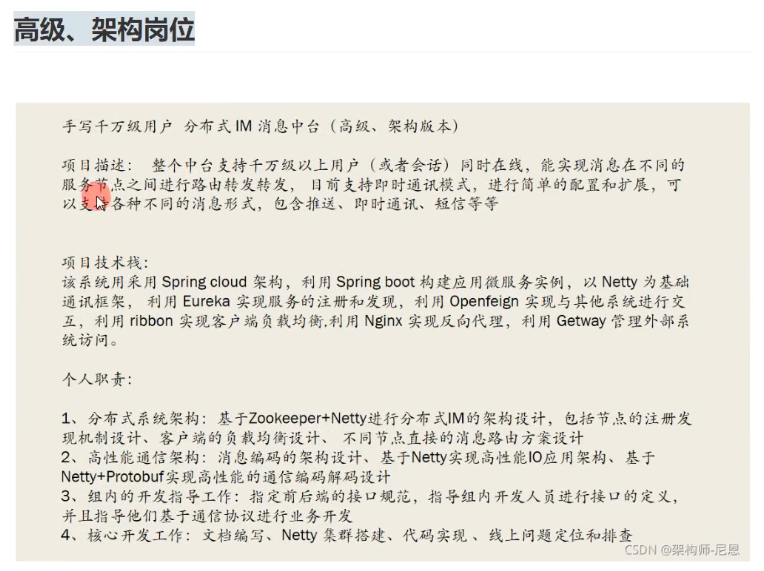 高级、架构岗位
手写千万级用户 分布式 IM 消息中台（高级、架构版本）
项目描述： 整个中台支持千万级以上用户（或者会话）同时在线，能实现消息在不同的
服务节点之间进行路由转发转发， 目前支持即时通讯模式，进行简单的配置和扩展，可
以支持各种不同的消息形式，包含推送、即时通讯、短信等等
项目技术栈：
该系统用采用 Spring cloud 架构，利用 Spring boot 构建应用微服务实例，以 Netty 为基础
通讯框架， 利用 Eureka 实现服务的注册和发现，利用 Openfeign 实现与其他系统进行交
互，利用 ribbon 实现客户端负载均衡,利用 Nginx 实现反向代理，利用 Getway 管理外部系
统访问。
个人职责：
1、分布式系统架构：基于Zookeeper+Netty进行分布式IM的架构设计，包括节点的注册发
现机制设计、客户端的负载均衡设计、 不同节点直接的消息路由方案设计
2、高性能通信架构：消息编码的架构设计、基于Netty实现高性能IO应用架构、基于
Netty+Protobuf实现高性能的通信编码解码设计
3、组内的开发指导工作：指定前后端的接口规范，指导组内开发人员进行接口的定义，
并且指导他们基于通信协议进行业务开发
4、核心开发工作：文档编写、Netty 集群搭建、代码实现 、线上问题定位和排查
CSDN @架构师-尼恩